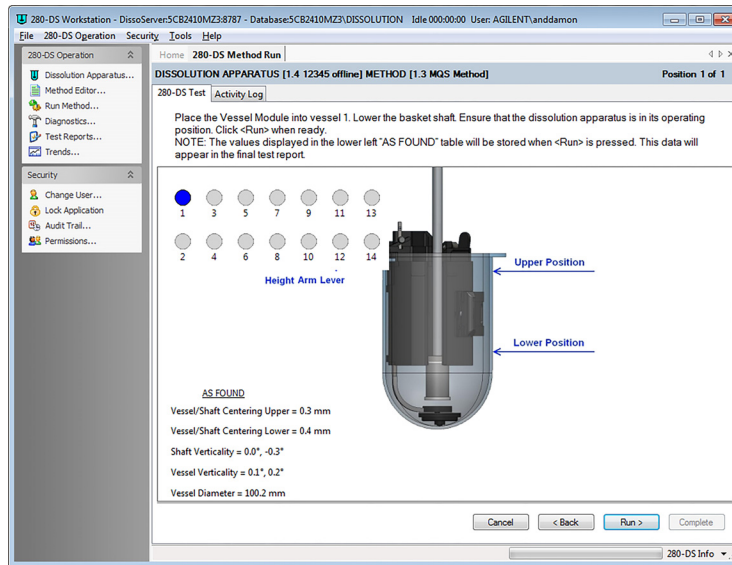 280-DS Workstation - DissoServer:5CB2410MZ3:8787 - Database:5CB2410MZ3\DISSOLUTION Idle 000:00:00 User: AGILENT\anddamon
File 280-DS Operation Security Tools Help
280-DS Operation
Dissolution Apparatus...
Method Editor...
Run Method...
Diagnostics...
Test Reports...
Trends...
Security
Change User...
Lock Application
Audit Trail...
Permissions...
Home 280-DS Method Run
DISSOLUTION APPARATUS [1.4 12345 offline] METHOD [1.3 MQS Method] Position 1 of 1
280-DS Test Activity Log
Place the Vessel Module into vessel 1. Lower the basket shaft. Ensure that the dissolution apparatus is in its operating
position. Click <Run> when ready.
NOTE: The values displayed in the lower left "AS FOUND" table will be stored when <Run> is pressed. This data will
appear in the final test report.
1 3 5 7 9 11 13
2 4 6 8 10 12 14
Height Arm Lever
Upper Position
Lower Position
AS FOUND
Vessel/Shaft Centering Upper = 0.3 mm
Vessel/Shaft Centering Lower = 0.4 mm
Shaft Verticality = 0.0°, -0.3°
Vessel Verticality = 0.1°, 0.2°
Vessel Diameter = 100.2 mm
Cancel < Back Run > Complete
280-DS Info